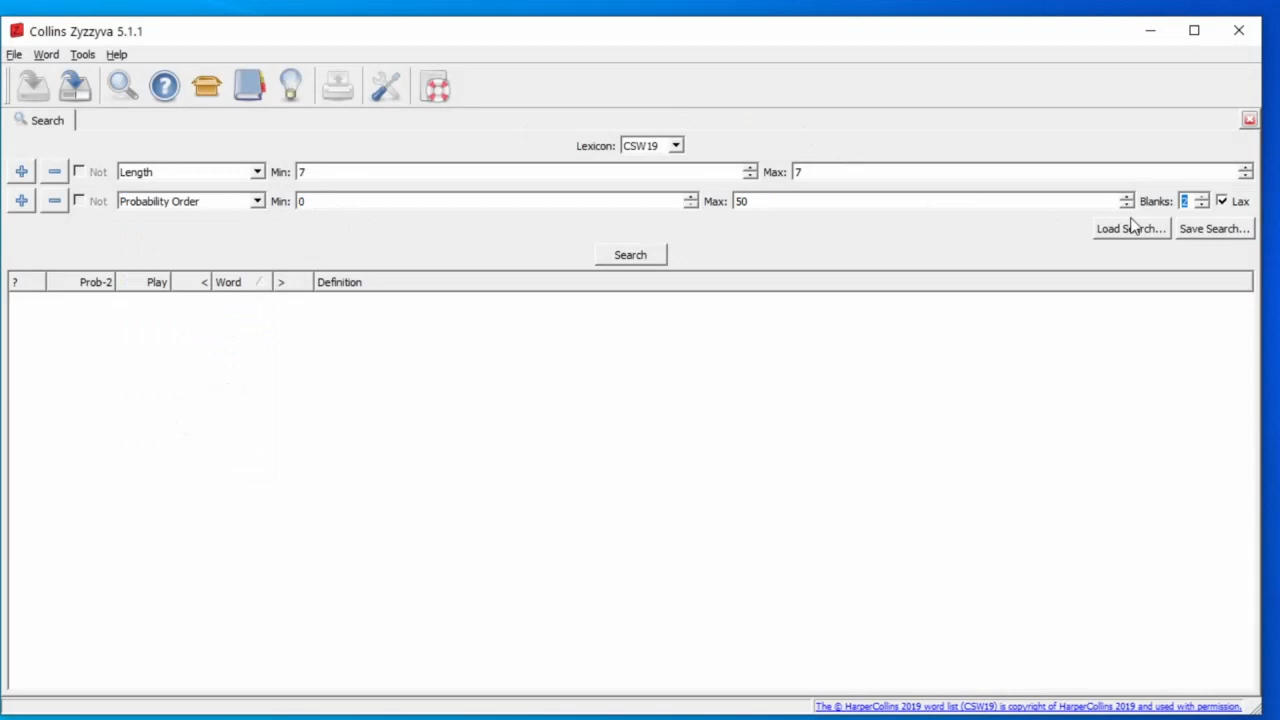 Collins Zyzzyva 5.1.1
File Word Tools Help
Search
Lexicon: CSW19
Not Length Min: 7 Max: 7
Not Probability Order Min: 0 Max: 50 Blanks: 2 Lax
Load Search... Save Search...
Search
? Prob-2 Play < Word > Definition
The © HarperCollins 2019 word list (CSW19) is copyright of HarperCollins 2019 and used with permission.